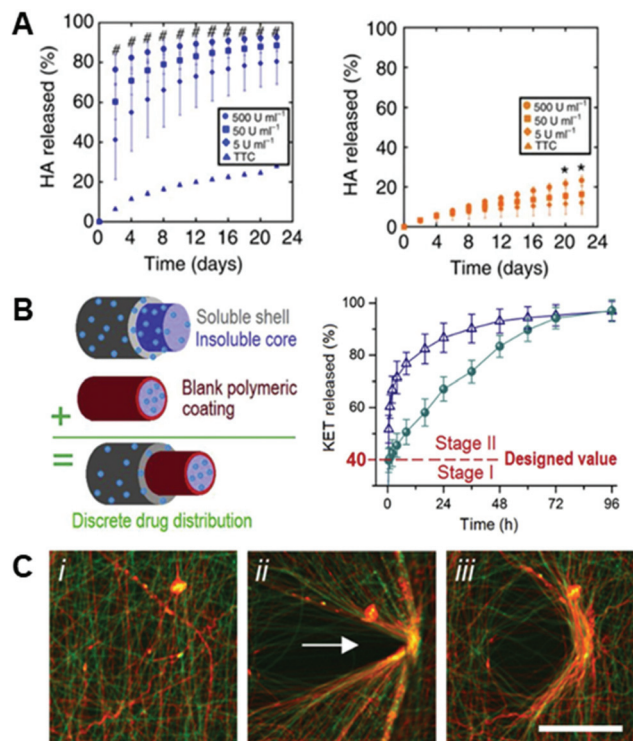 A
HA released (%)
100
80
60
40
20
0
# # # # # # # # # # #
500 U ml⁻¹
50 U ml⁻¹
5 U ml⁻¹
TTC
0 4 8 12 16 20 24
Time (days)
HA released (%)
100
80
60
40
20
0
500 U ml⁻¹
50 U ml⁻¹
5 U ml⁻¹
TTC
★ ★
0 4 8 12 16 20 24
Time (days)
B
Soluble shell
Insoluble core
+
Blank polymeric
coating
=
Discrete drug distribution
KET released (%)
100
80
60
40
Stage II
Stage I
Designed value
0 24 48 72 96
Time (h)
C
i
ii
iii